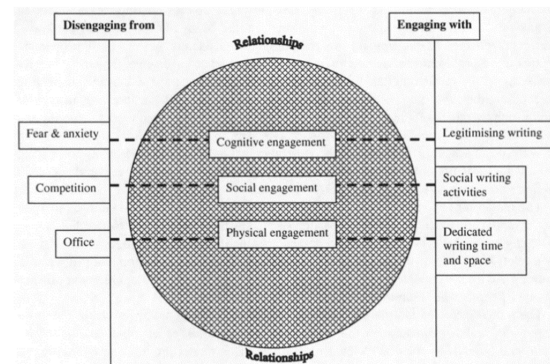 Disengaging from
Engaging with
Relationships
Fear & anxiety
Cognitive engagement
Legitimising writing
Competition
Social engagement
Social writing
activities
Office
Physical engagement
Dedicated
writing time
and space
Relationships